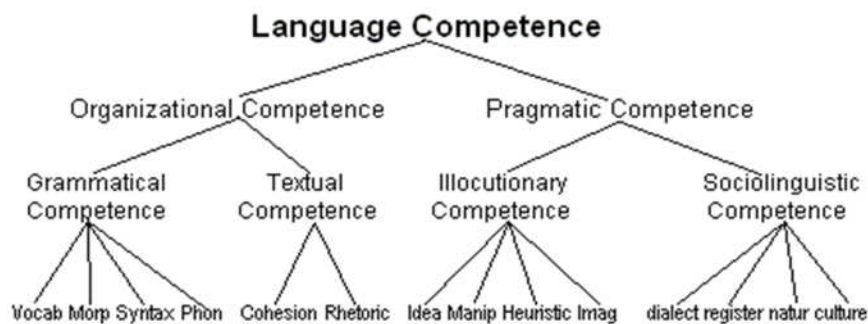 Language Competence
Organizational Competence Pragmatic Competence
Grammatical Textual Illocutionary Sociolinguistic
Competence Competence Competence Competence
Vocab Morp Syntax Phon Cohesion Rhetoric Idea Manip Heuristic Imag dialect register natur culture